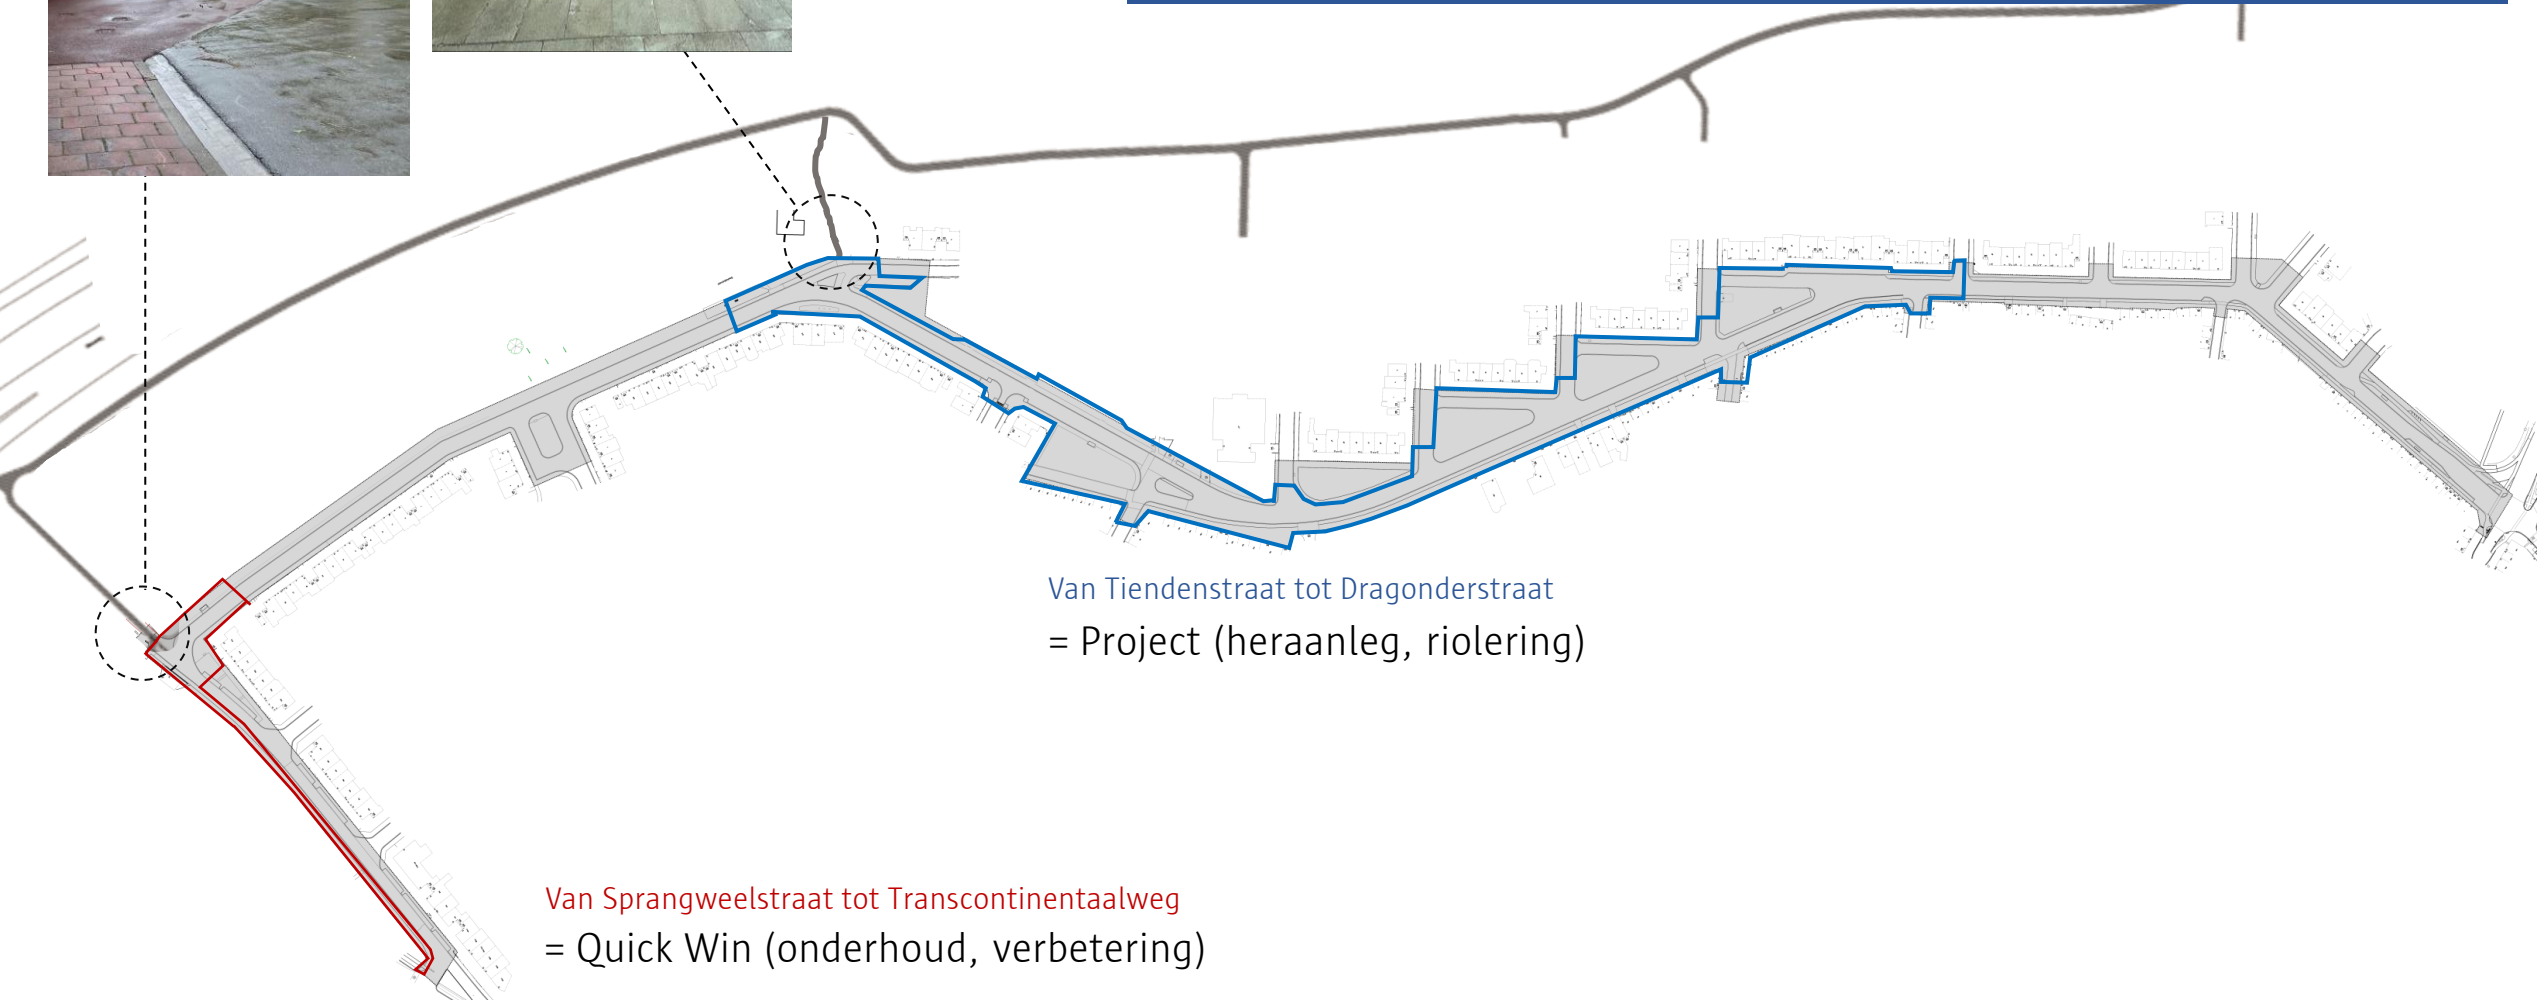 Van Tiendenstraat tot Dragonderstraat
= Project (heraanleg, riolering)
Van Sprangweelstraat tot Transcontinentaalweg
= Quick Win (onderhoud, verbetering)